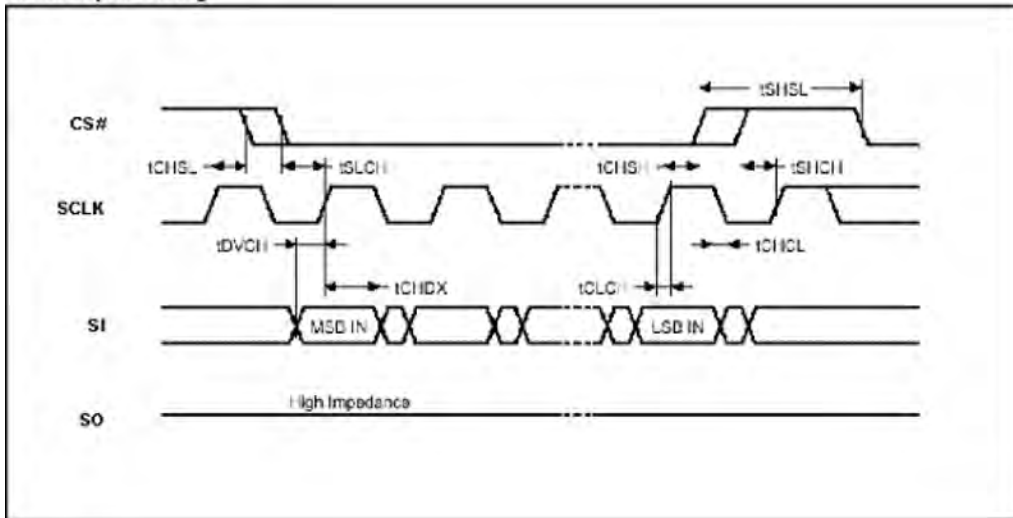 tSHSL
CS#
tCHSL
tSLCH
tCHSH
tSHCH
SCLK
tDVCH
tCHCL
tCHDX
tCLCH
SI
MSB IN
LSB IN
High Impedance
SO